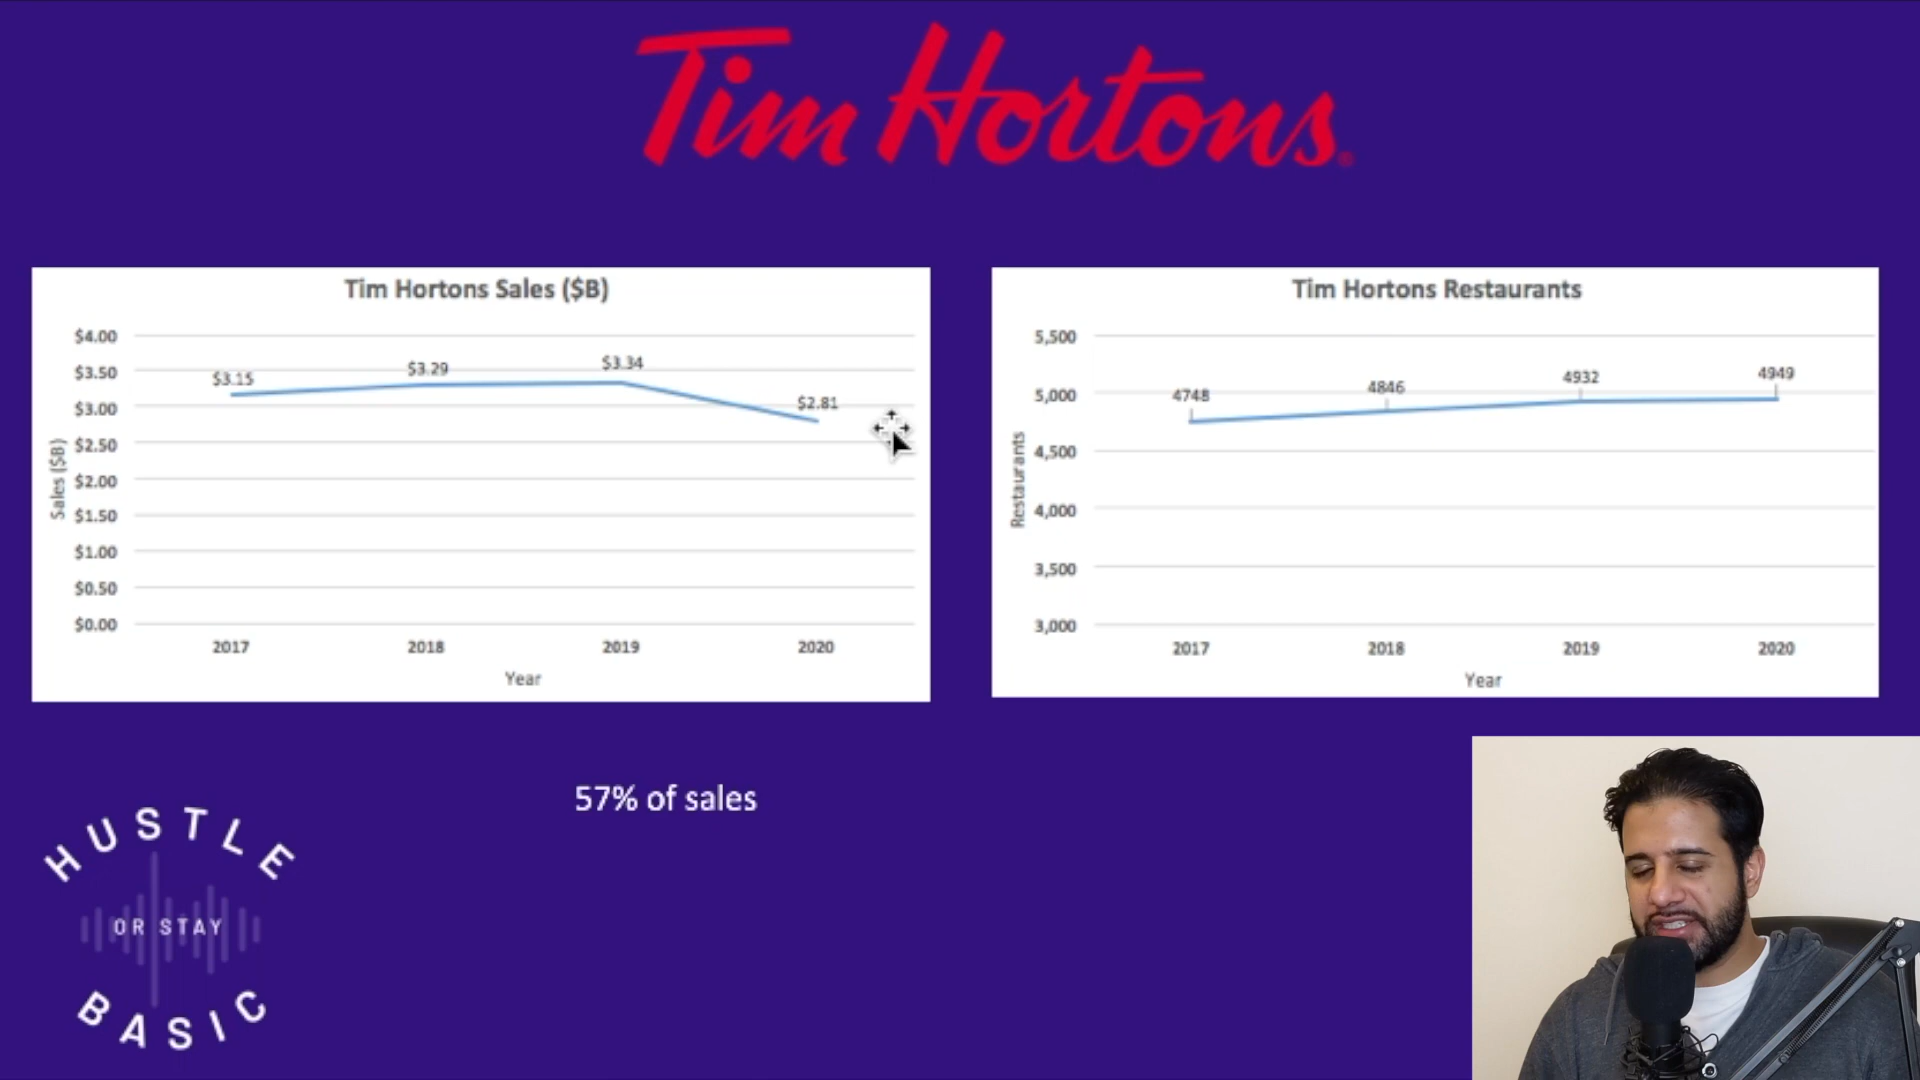 Tim Hortons®
Tim Hortons Sales ($B)
$4.00
$3.50
$3.00
$2.50
$2.00
$1.50
$1.00
$0.50
$0.00
Sales ($B)
$3.15
$3.29
$3.34
$2.81
2017 2018 2019 2020
Year
Tim Hortons Restaurants
5,500
5,000
4,500
4,000
3,500
3,000
Restaurants
4748
4846
4932
4949
2017 2018 2019 2020
Year
57% of sales
HUSTLE
OR STAY
BASIC